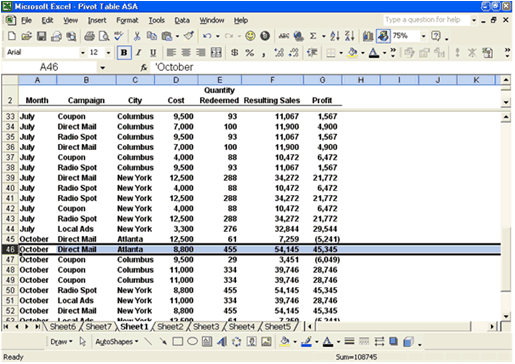 Microsoft Excel - Pivot Table ASA
File Edit View Insert Format Tools Data Window Help Type a question for help
75%
Arial 12 B I U $ % ,
A46 fx 'October
A B C D E F G H I J K
Quantity
2 Month Campaign City Cost Redeemed Resulting Sales Profit
33 July Coupon Columbus 9,500 93 11,067 1,567
34 July Direct Mail Columbus 7,000 100 11,900 4,900
35 July Radio Spot Columbus 9,500 93 11,067 1,567
36 July Direct Mail Columbus 7,000 100 11,900 4,900
37 July Coupon Columbus 4,000 88 10,472 6,472
38 July Radio Spot Columbus 9,500 93 11,067 1,567
39 July Radio Spot New York 12,500 288 34,272 21,772
40 July Radio Spot New York 4,000 88 10,472 6,472
41 July Coupon New York 12,500 288 34,272 21,772
42 July Coupon New York 4,000 88 10,472 6,472
43 July Radio Spot New York 12,500 288 34,272 21,772
44 July Local Ads New York 3,300 276 32,844 29,544
45 October Direct Mail Atlanta 12,500 61 7,259 (5,241)
46 October Direct Mail Atlanta 8,800 455 54,145 45,345
47 October Coupon Columbus 9,500 29 3,451 (6,049)
48 October Coupon Columbus 11,000 334 39,746 28,746
49 October Coupon Columbus 11,000 334 39,746 28,746
50 October Radio Spot New York 8,800 455 54,145 45,345
51 October Local Ads New York 11,000 334 39,746 28,746
52 October Direct Mail New York 8,800 455 54,145 45,345
53 October Local Ads New York 12,500 61 7,259 (5,241)
Sheet6 Sheet7 Sheet1 Sheet2 Sheet3 Sheet4 Sheet5
Draw AutoShapes
Ready Sum=108745